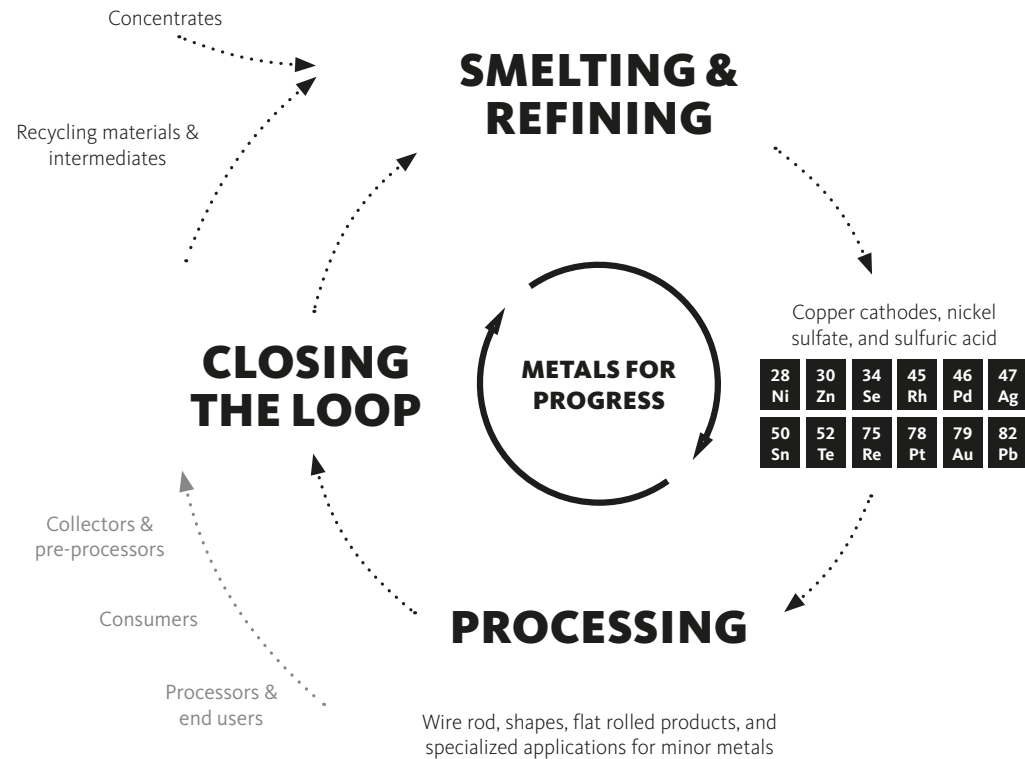 Concentrates
SMELTING &
REFINING
Recycling materials &
intermediates
Copper cathodes, nickel
sulfate, and sulfuric acid
28 30 34 45 46 47
Ni Zn Se Rh Pd Ag
50 52 75 78 79 82
Sn Te Re Pt Au Pb
CLOSING
THE LOOP
METALS FOR
PROGRESS
Collectors &
pre-processors
Consumers
Processors &
end users
PROCESSING
Wire rod, shapes, flat rolled products, and
specialized applications for minor metals